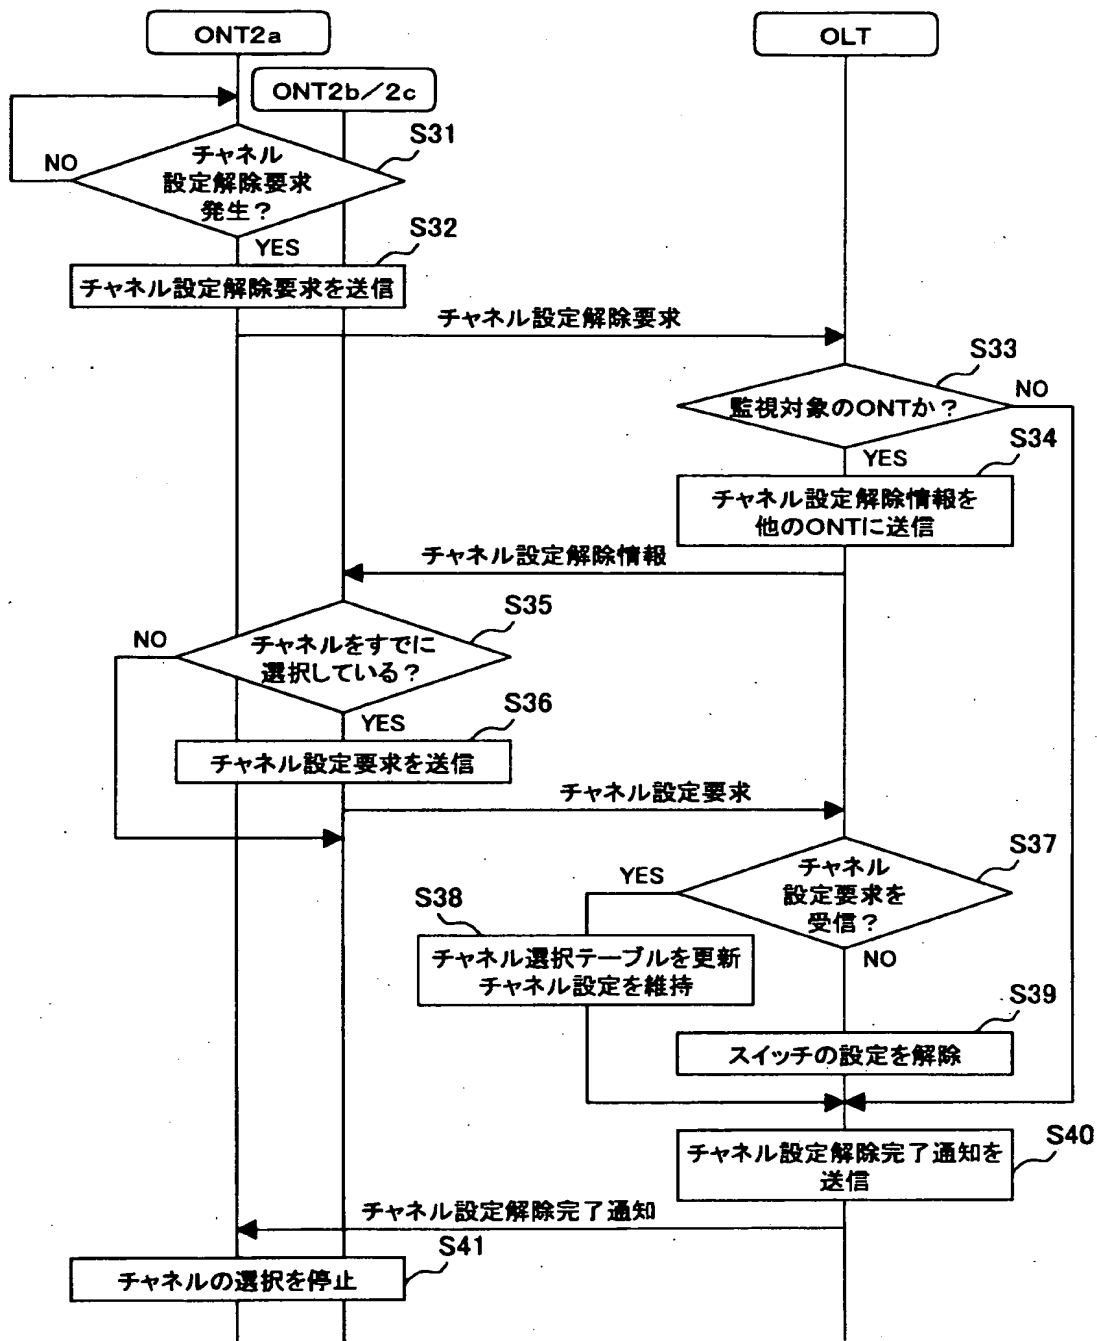 ONT2a
OLT
ONT2b/2c
S31
NO
チャネル
設定解除要求
発生?
YES
S32
チャネル設定解除要求を送信
チャネル設定解除要求
S33
監視対象のONTか?
NO
YES
S34
チャネル設定解除情報を
他のONTに送信
チャネル設定解除情報
S35
NO
チャネルをすでに
選択している?
YES
S36
チャネル設定要求を送信
チャネル設定要求
S37
チャネル
設定要求を
受信?
YES
NO
S38
チャネル選択テーブルを更新
チャネル設定を維持
S39
スイッチの設定を解除
S40
チャネル設定解除完了通知を
送信
チャネル設定解除完了通知
S41
チャネルの選択を停止